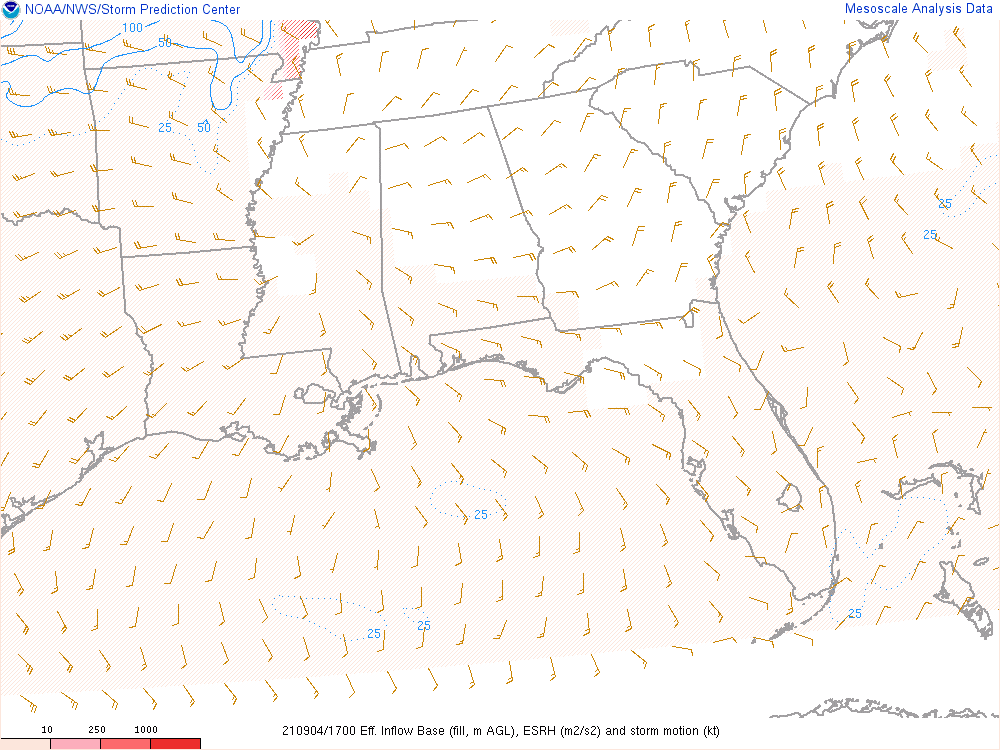 NOAA/NWS/Storm Prediction Center
Mesoscale Analysis Data
100
50
25
50
25
25
25
25
25
25
10 250 1000
210904/1700 Eff. Inflow Base (fill, m AGL), ESRH (m2/s2) and storm motion (kt)